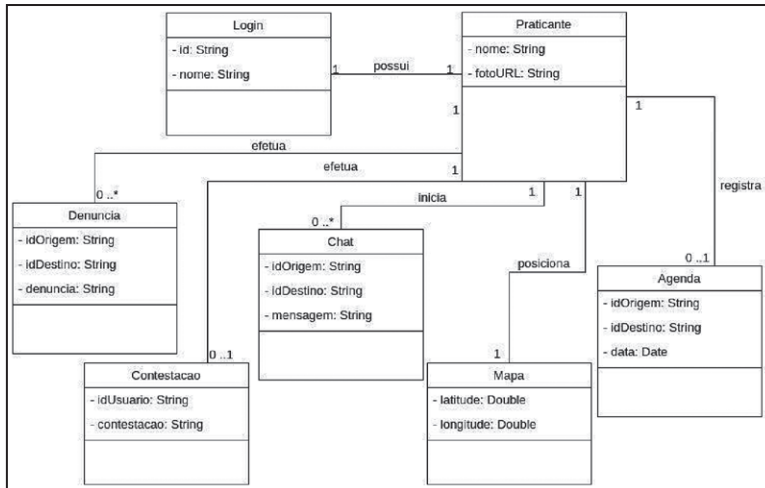 Login
- id: String
- nome: String
Praticante
- nome: String
- fotoURL: String
1
possui
1
1
efetua
0 ..*
1
efetua
0 ..1
1
inicia
0 ..*
1
posiciona
1
1
registra
0 ..1
Denuncia
- idOrigem: String
- idDestino: String
- denuncia: String
Chat
- idOrigem: String
- idDestino: String
- mensagem: String
Agenda
- idOrigem: String
- idDestino: String
- data: Date
Contestacao
- idUsuario: String
- contestacao: String
Mapa
- latitude: Double
- longitude: Double